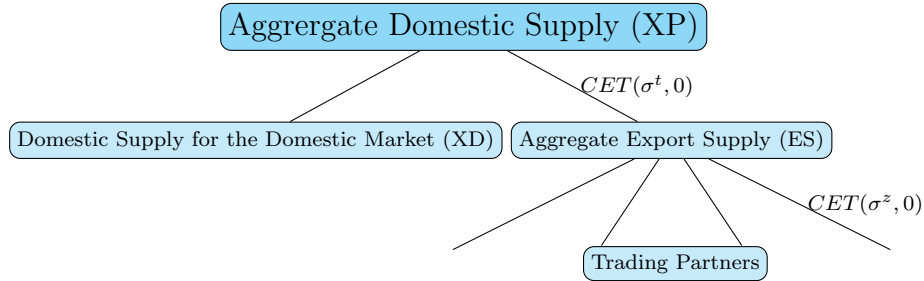 Aggrergate Domestic Supply (XP)
CET(σ^t, 0)
Domestic Supply for the Domestic Market (XD)
Aggregate Export Supply (ES)
CET(σ^z, 0)
Trading Partners